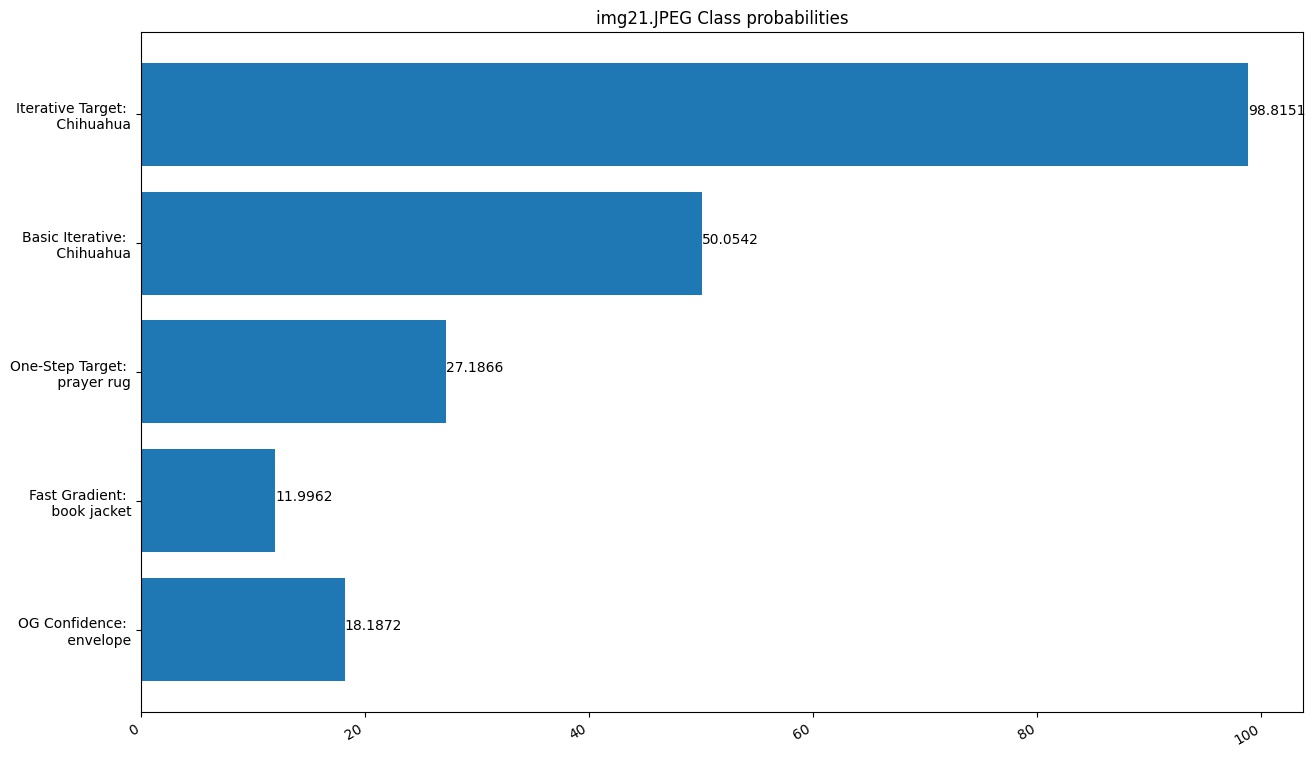 img21.JPEG Class probabilities
Iterative Target:
Chihuahua
98.8151
Basic Iterative:
Chihuahua
50.0542
One-Step Target:
prayer rug
27.1866
Fast Gradient:
book jacket
11.9962
OG Confidence:
envelope
18.1872
0
20
40
60
80
100